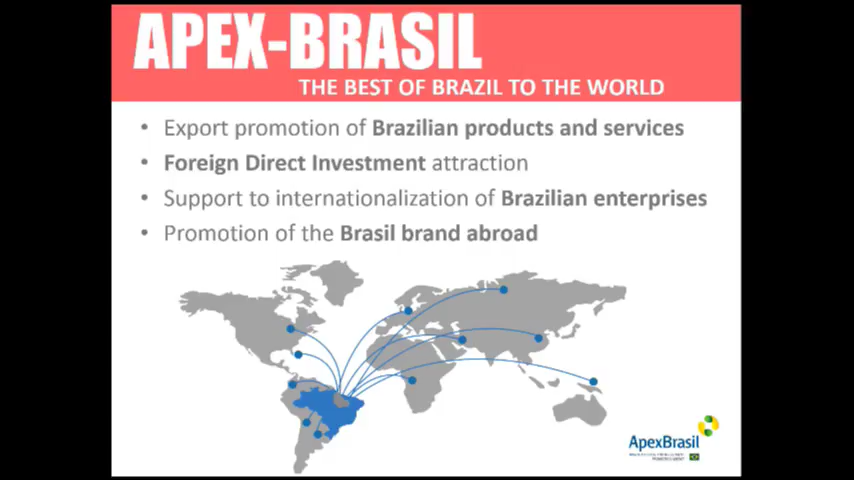 APEX-BRASIL
THE BEST OF BRAZIL TO THE WORLD
• Export promotion of Brazilian products and services
• Foreign Direct Investment attraction
• Support to internationalization of Brazilian enterprises
• Promotion of the Brasil brand abroad
ApexBrasil